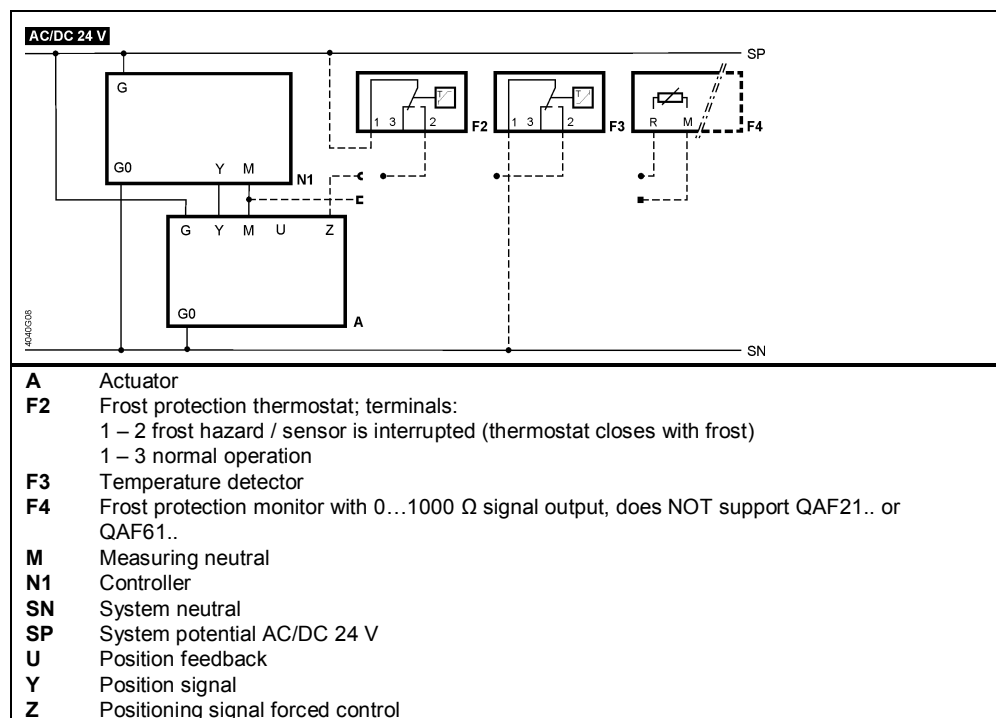 AC/DC 24 V
SP
G
T T
1 3 2 F2 1 3 2 F3 R M F4
G0 Y M N1
G Y M U Z
G0 A
4040G08
SN
A Actuator
F2 Frost protection thermostat; terminals:
1 – 2 frost hazard / sensor is interrupted (thermostat closes with frost)
1 – 3 normal operation
F3 Temperature detector
F4 Frost protection monitor with 0…1000 Ω signal output, does NOT support QAF21.. or
QAF61..
M Measuring neutral
N1 Controller
SN System neutral
SP System potential AC/DC 24 V
U Position feedback
Y Position signal
Z Positioning signal forced control